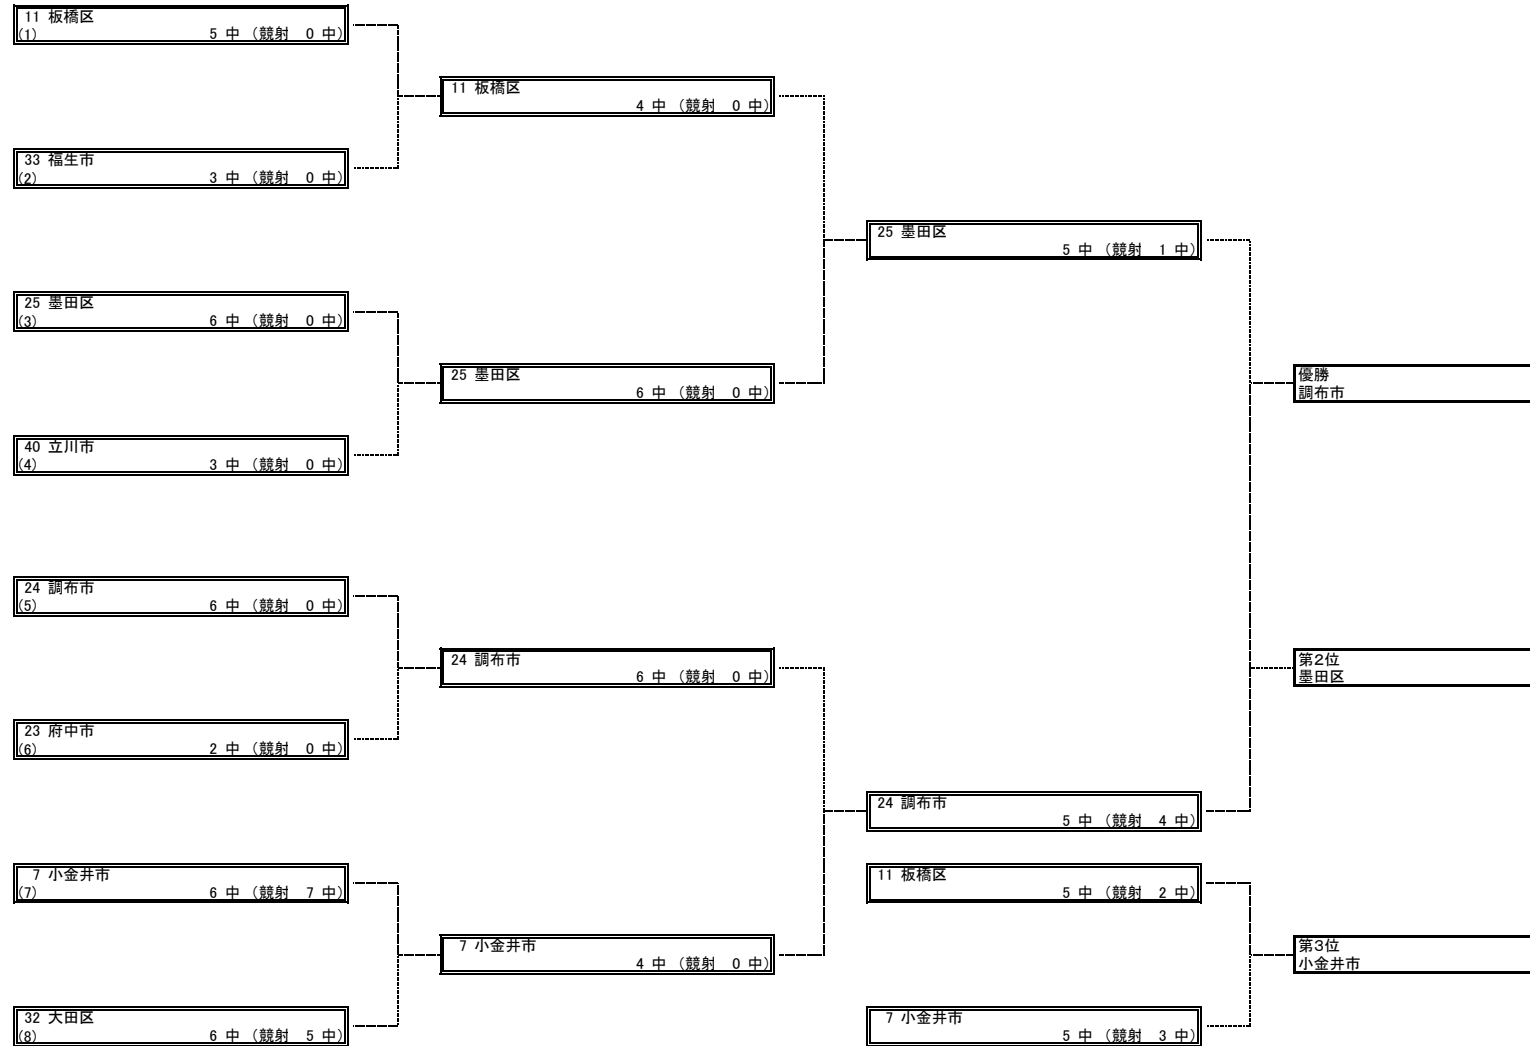 11 板橋区
(1) 5 中 （競射 0 中）
11 板橋区
4 中 （競射 0 中）
33 福生市
(2) 3 中 （競射 0 中）
25 墨田区
5 中 （競射 1 中）
25 墨田区
(3) 6 中 （競射 0 中）
25 墨田区
6 中 （競射 0 中）
優勝
調布市
40 立川市
(4) 3 中 （競射 0 中）
24 調布市
(5) 6 中 （競射 0 中）
24 調布市
6 中 （競射 0 中）
第2位
墨田区
23 府中市
(6) 2 中 （競射 0 中）
24 調布市
5 中 （競射 4 中）
7 小金井市
(7) 6 中 （競射 7 中）
11 板橋区
5 中 （競射 2 中）
7 小金井市
4 中 （競射 0 中）
第3位
小金井市
32 大田区
(8) 6 中 （競射 5 中）
7 小金井市
5 中 （競射 3 中）